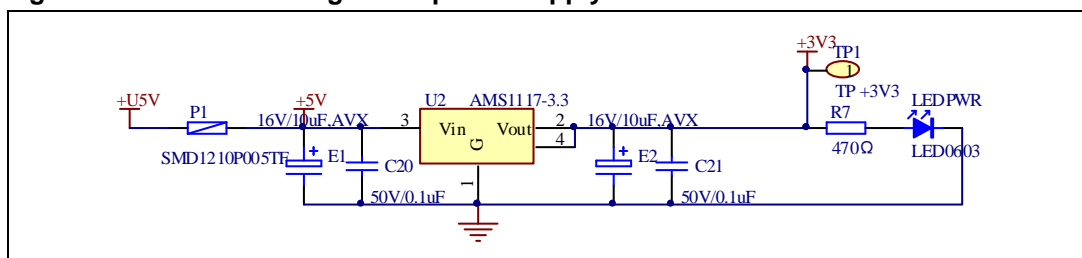 +3V3
TP1
1
+U5V
P1
+5V
U2
AMS1117-3.3
TP +3V3
LEDPWR
16V/10uF,AVX
3
Vin
Vout
2
16V/10uF,AVX
R7
G
4
SMD1210P005TF
E1
+
C20
E2
+
C21
470Ω
LED0603
1
50V/0.1uF
50V/0.1uF